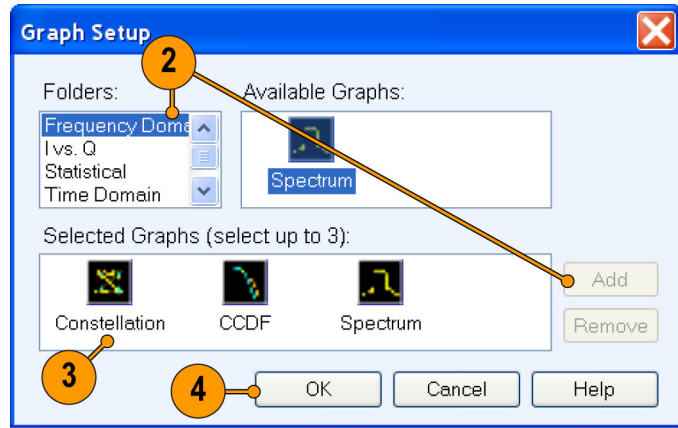 Graph Setup
2
Folders:
Available Graphs:
Frequency Doma
I vs. Q
Statistical
Time Domain
Spectrum
Selected Graphs (select up to 3):
Constellation
CCDF
Spectrum
Add
Remove
3
4
OK
Cancel
Help